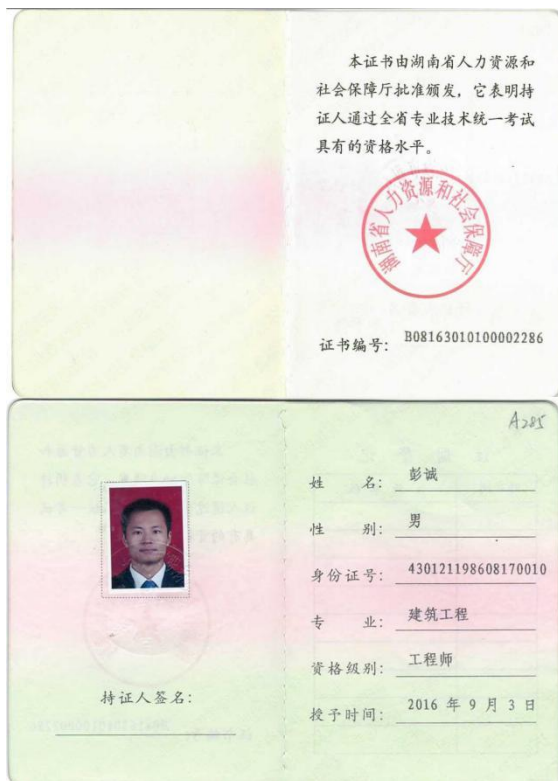 本证书由湖南省人力资源和
社会保障厅批准颁发，它表明持
证人通过全省专业技术统一考试
具有的资格水平。
湖南省人力资源和社会保障厅
证书编号： B08163010100002286
A285
姓 名： 彭诚
性 别： 男
身份证号： 430121198608170010
专 业： 建筑工程
资格级别： 工程师
授予时间： 2016 年 9 月 3 日
持证人签名：